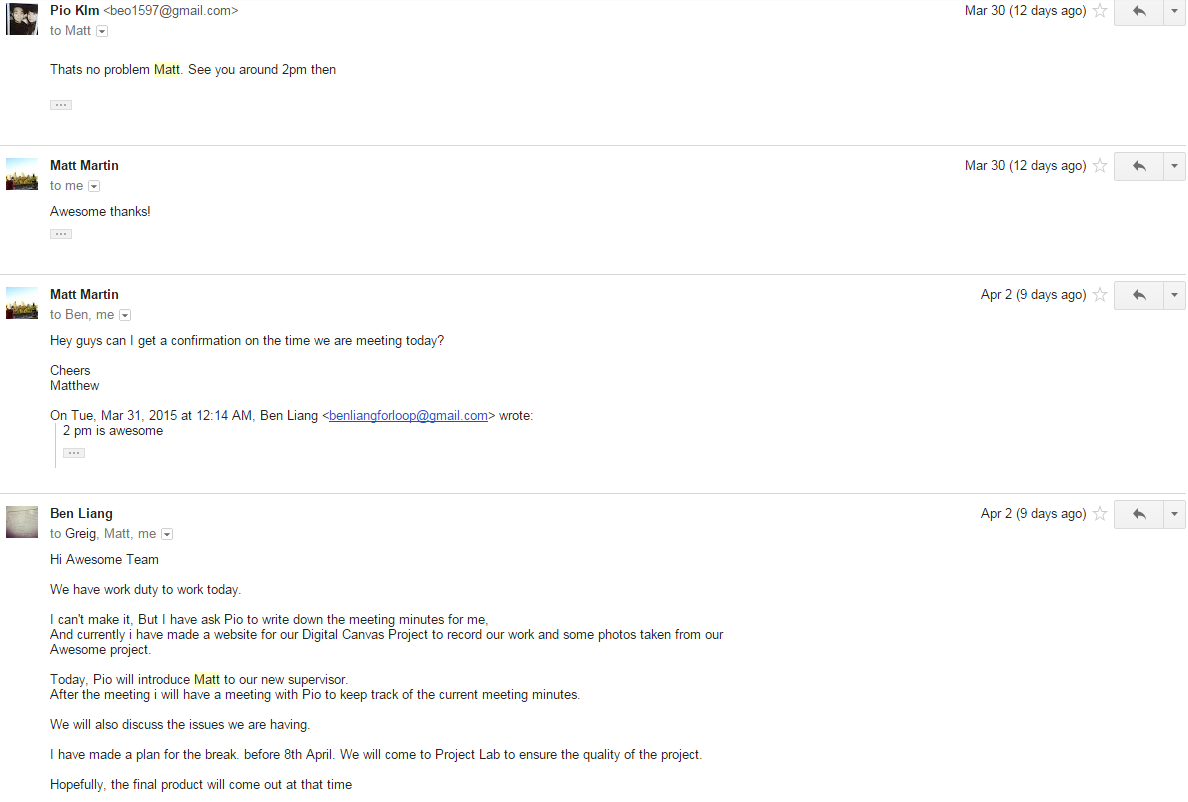 Pio KIm <beo1597@gmail.com> Mar 30 (12 days ago)
to Matt
Thats no problem Matt. See you around 2pm then
Matt Martin Mar 30 (12 days ago)
to me
Awesome thanks!
Matt Martin Apr 2 (9 days ago)
to Ben, me
Hey guys can I get a confirmation on the time we are meeting today?
Cheers
Matthew
On Tue, Mar 31, 2015 at 12:14 AM, Ben Liang <benliangforloop@gmail.com> wrote:
2 pm is awesome
Ben Liang Apr 2 (9 days ago)
to Greig, Matt, me
Hi Awesome Team
We have work duty to work today.
I can't make it, But I have ask Pio to write down the meeting minutes for me,
And currently i have made a website for our Digital Canvas Project to record our work and some photos taken from our
Awesome project.
Today, Pio will introduce Matt to our new supervisor.
After the meeting i will have a meeting with Pio to keep track of the current meeting minutes.
We will also discuss the issues we are having.
I have made a plan for the break. before 8th April. We will come to Project Lab to ensure the quality of the project.
Hopefully, the final product will come out at that time